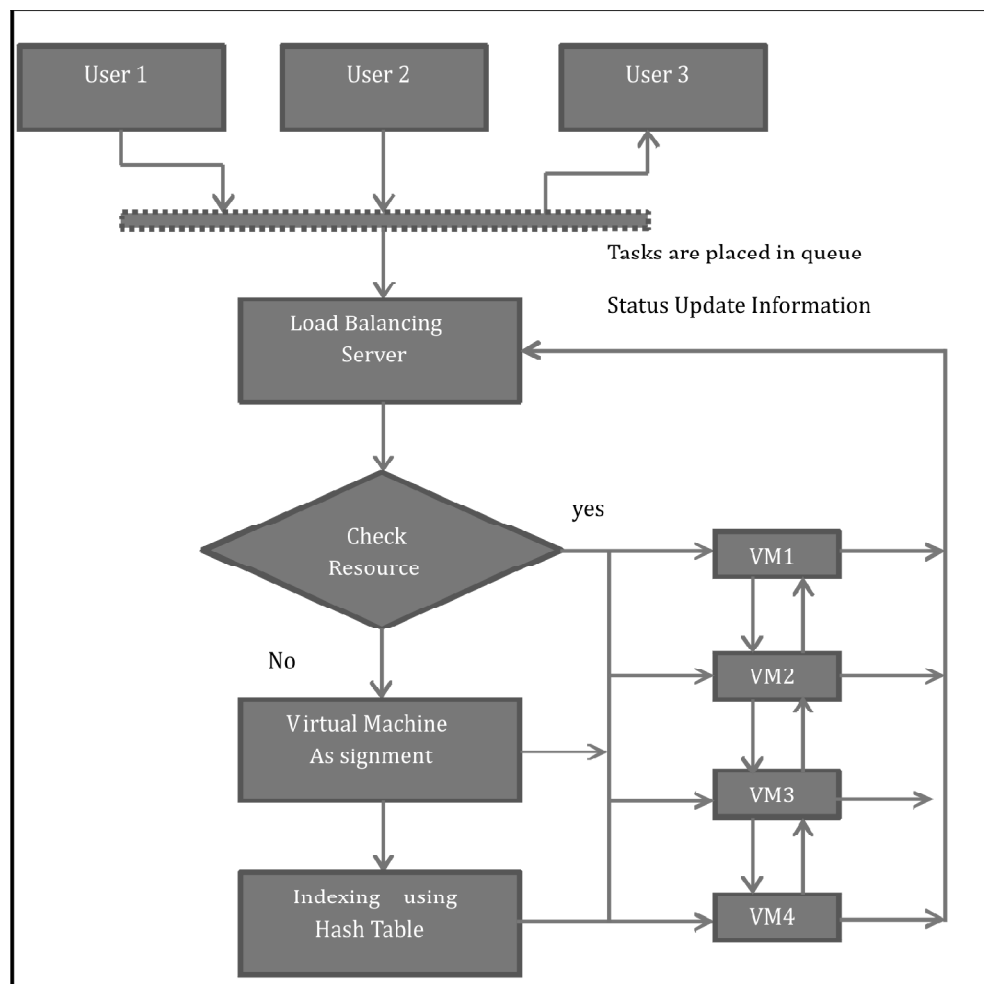 User 1
User 2
User 3
Tasks are placed in queue
Status Update Information
Load Balancing
Server
yes
Check
Resource
VM1
No
VM2
Virtual Machine
As signment
VM3
Indexing using
Hash Table
VM4